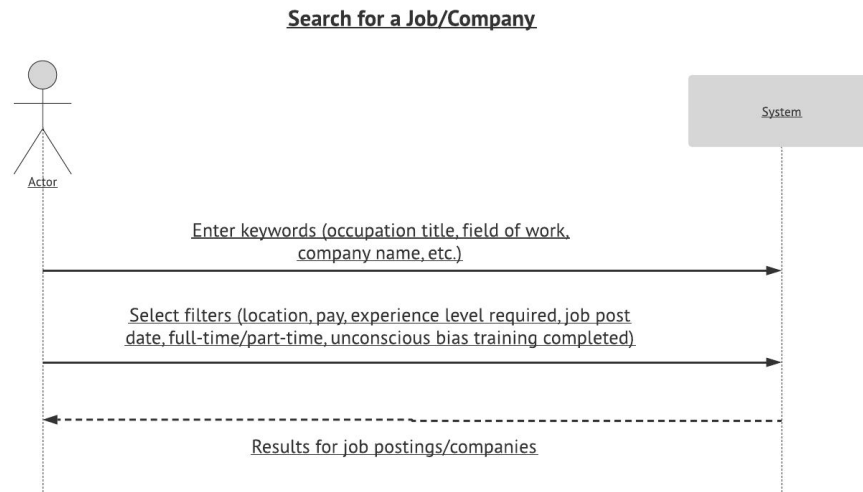 Search for a Job/Company
System
Actor
Enter keywords (occupation title, field of work,
company name, etc.)
Select filters (location, pay, experience level required, job post
date, full-time/part-time, unconscious bias training completed)
Results for job postings/companies